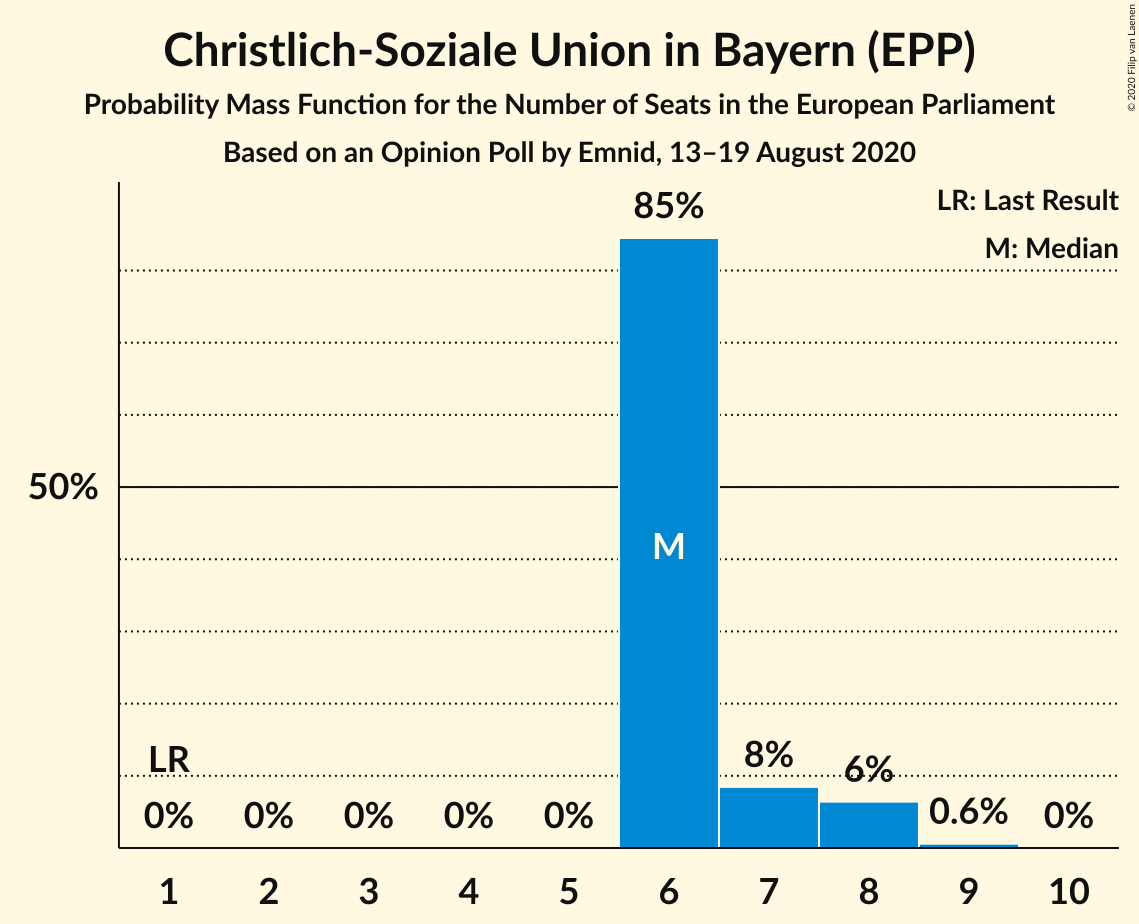 Christlich-Soziale Union in Bayern (EPP)
Probability Mass Function for the Number of Seats in the European Parliament
Based on an Opinion Poll by Emnid, 13–19 August 2020
© 2020 Filip van Laenen
LR: Last Result
M: Median
85%
50%
M
LR
0% 0% 0% 0% 0% 8% 6% 0.6% 0%
1 2 3 4 5 6 7 8 9 10